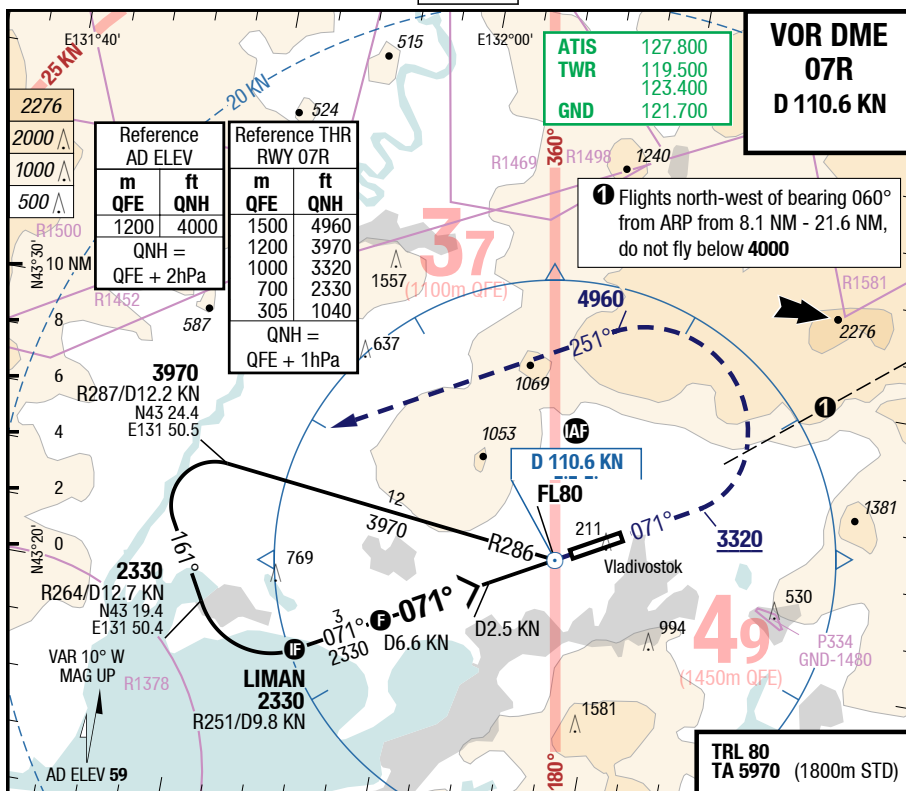 E131°40'
25 KN
20 KN
515
E132°00'
ATIS 127.800
TWR 119.500
123.400
GND 121.700
VOR DME
07R
D 110.6 KN
2276
2000
1000
500
524
Reference
AD ELEV
m ft
QFE QNH
1200 4000
QNH =
QFE + 2hPa
Reference THR
RWY 07R
m ft
QFE QNH
1500 4960
1200 3970
1000 3320
700 2330
305 1040
QNH =
QFE + 1hPa
360°
R1469
R1498
1240
❶ Flights north-west of bearing 060°
from ARP from 8.1 NM - 21.6 NM,
do not fly below 4000
R1500
N43°30'
10 NM
R1452
587
1557
37
(1100m QFE)
R1581
2276
4960
251°
637
1069
8
6
4
2
0
3970
R287/D12.2 KN
N43 24.4
E131 50.5
1
1053
IAF
D 110.6 KN
FL80
12
3970
R286
1381
211
071°
3320
Vladivostok
N43°20'
161°
769
2330
R264/D12.7 KN
N43 19.4
E131 50.4
3
071°
2330
F
071°
D6.6 KN
D2.5 KN
530
994
49
(1450m QFE)
P334
GND-1480
VAR 10° W
MAG UP
R1378
IF
LIMAN
2330
R251/D9.8 KN
1581
AD ELEV 59
180°
TRL 80
TA 5970 (1800m STD)